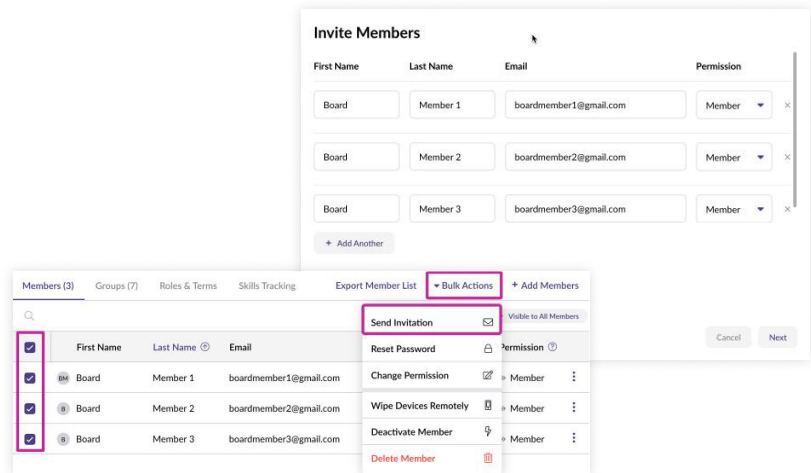 Invite Members
First Name Last Name Email Permission
Board Member 1 boardmember1@gmail.com Member
Board Member 2 boardmember2@gmail.com Member
Board Member 3 boardmember3@gmail.com Member
+ Add Another
Cancel Next
Members (3) Groups (7) Roles & Terms Skills Tracking Export Member List Bulk Actions + Add Members
Visible to All Members
First Name Last Name Email Permission
BM Board Member 1 boardmember1@gmail.com Member
B Board Member 2 boardmember2@gmail.com Member
B Board Member 3 boardmember3@gmail.com Member
Send Invitation
Reset Password
Change Permission
Wipe Devices Remotely
Deactivate Member
Delete Member